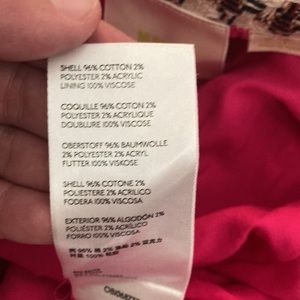 SHELL 96% COTTON 2%
POLYESTER 2% ACRYLIC
LINING 100% VISCOSE
COQUILLE 96% COTON 2%
POLYESTER 2% ACRYLIQUE
DOUBLURE 100% VISCOSE
OBERSTOFF 96% BAUMWOLLE
2% POLYESTER 2% ACRYL
FUTTER 100% VISKOSE
SHELL 96% COTONE 2%
POLIESTERE 2% ACRILICO
FODERA 100% VISCOSA
EXTERIOR 96% ALGODÓN 2%
POLIÉSTER 2% ACRÍLICO
FORRO 100% VISCOSA